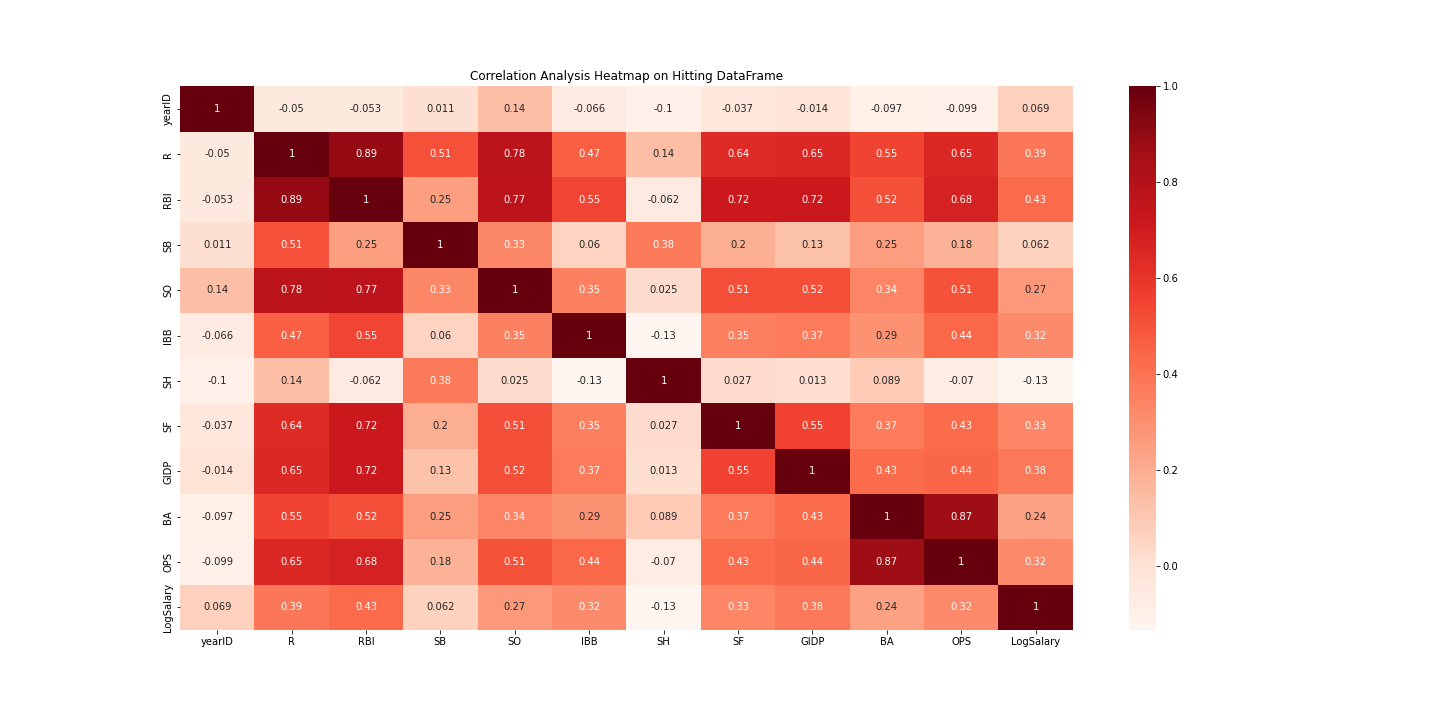 Correlation Analysis Heatmap on Hitting DataFrame
yearID 1 -0.05 -0.053 0.011 0.14 -0.066 -0.1 -0.037 -0.014 -0.097 -0.099 0.069
R -0.05 1 0.89 0.51 0.78 0.47 0.14 0.64 0.65 0.55 0.65 0.39
RBI -0.053 0.89 1 0.25 0.77 0.55 -0.062 0.72 0.72 0.52 0.68 0.43
SB 0.011 0.51 0.25 1 0.33 0.06 0.38 0.2 0.13 0.25 0.18 0.062
SO 0.14 0.78 0.77 0.33 1 0.35 0.025 0.51 0.52 0.34 0.51 0.27
IBB -0.066 0.47 0.55 0.06 0.35 1 -0.13 0.35 0.37 0.29 0.44 0.32
SH -0.1 0.14 -0.062 0.38 0.025 -0.13 1 0.027 0.013 0.089 -0.07 -0.13
SF -0.037 0.64 0.72 0.2 0.51 0.35 0.027 1 0.55 0.37 0.43 0.33
GIDP -0.014 0.65 0.72 0.13 0.52 0.37 0.013 0.55 1 0.43 0.44 0.38
BA -0.097 0.55 0.52 0.25 0.34 0.29 0.089 0.37 0.43 1 0.87 0.24
OPS -0.099 0.65 0.68 0.18 0.51 0.44 -0.07 0.43 0.44 0.87 1 0.32
LogSalary 0.069 0.39 0.43 0.062 0.27 0.32 -0.13 0.33 0.38 0.24 0.32 1
yearID R RBI SB SO IBB SH SF GIDP BA OPS LogSalary
1.0
0.8
0.6
0.4
0.2
0.0